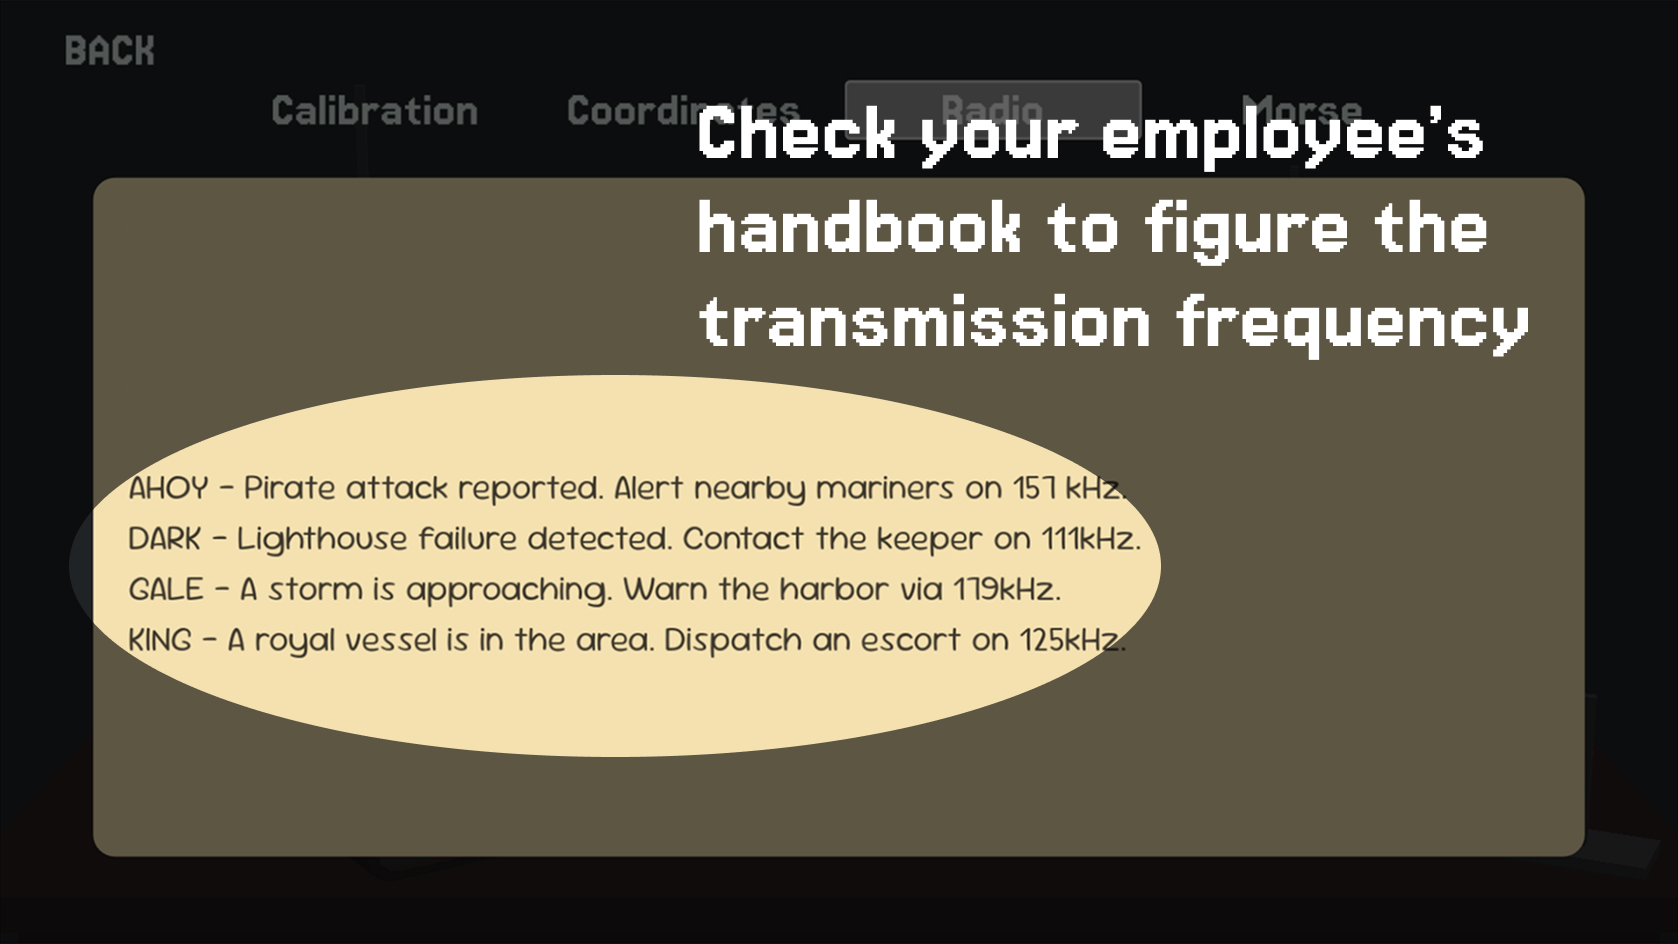 BACK
Calibration Coordinates Radio Morse
Check your employee's
handbook to figure the
transmission frequency
AHOY - Pirate attack reported. Alert nearby mariners on 157 kHz.
DARK - Lighthouse failure detected. Contact the keeper on 111kHz.
GALE - A storm is approaching. Warn the harbor via 179kHz.
KING - A royal vessel is in the area. Dispatch an escort on 125kHz.